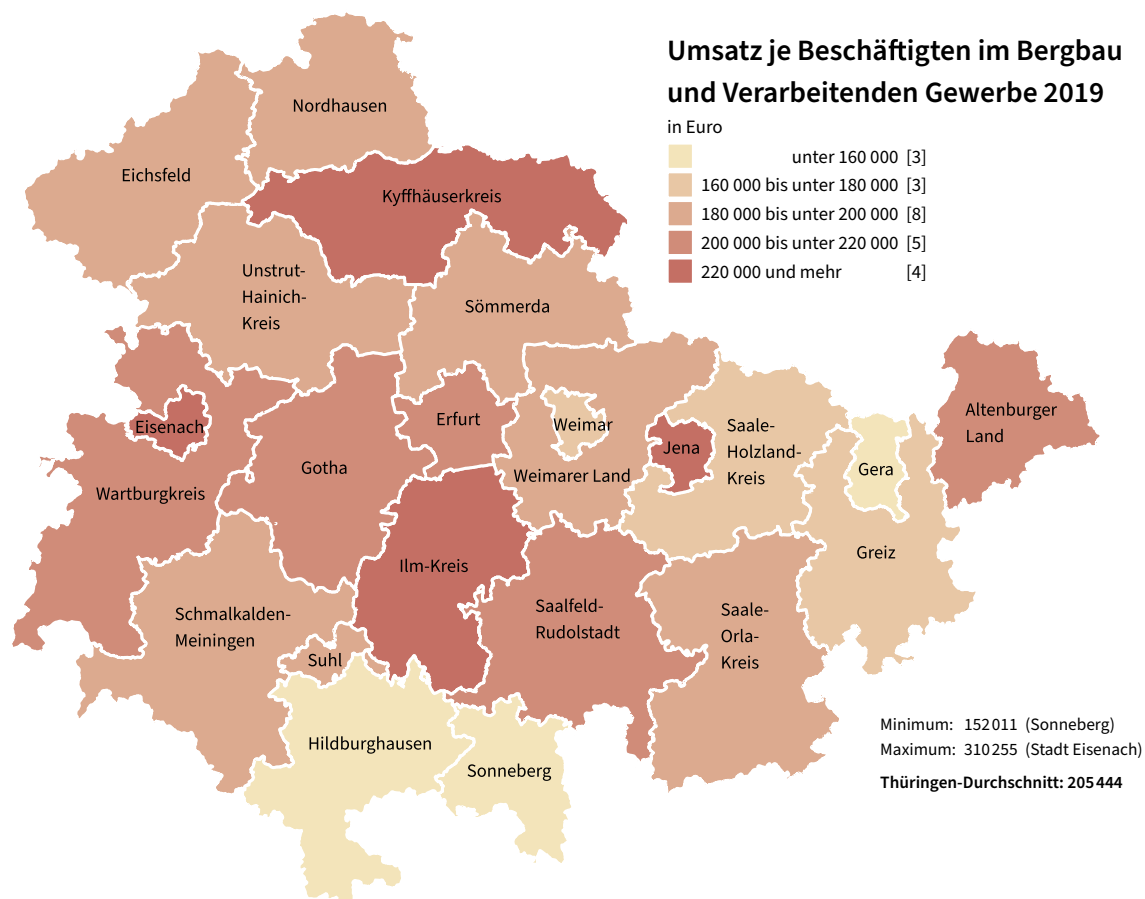 Umsatz je Beschäftigten im Bergbau
und Verarbeitenden Gewerbe 2019
in Euro
unter 160 000 [3]
160 000 bis unter 180 000 [3]
180 000 bis unter 200 000 [8]
200 000 bis unter 220 000 [5]
220 000 und mehr [4]
Nordhausen
Eichsfeld
Kyffhäuserkreis
Unstrut-
Hainich-
Kreis
Sömmerda
Eisenach
Erfurt
Weimar
Jena
Saale-
Holzland-
Kreis
Altenburger
Land
Gotha
Gera
Wartburgkreis
Weimarer Land
Greiz
Ilm-Kreis
Schmalkalden-
Meiningen
Saalfeld-
Rudolstadt
Saale-
Orla-
Kreis
Suhl
Hildburghausen
Sonneberg
Minimum: 152 011 (Sonneberg)
Maximum: 310 255 (Stadt Eisenach)
Thüringen-Durchschnitt: 205 444